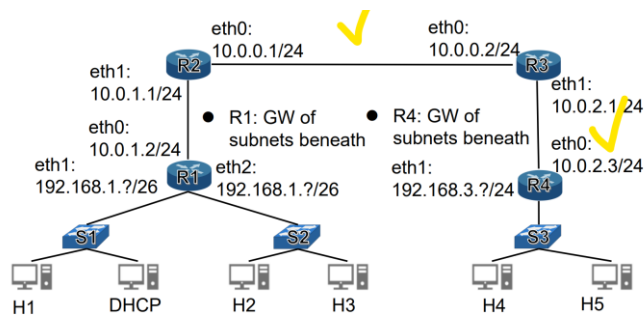 eth0:
10.0.0.1/24
eth0:
10.0.0.2/24
R2
R3
eth1:
10.0.1.1/24
eth1:
10.0.2.1/24
eth0:
10.0.1.2/24
● R1: GW of
subnets beneath
● R4: GW of
subnets beneath
eth0:
10.0.2.3/24
eth1:
192.168.1.?/26
R1
eth2:
192.168.1.?/26
eth1:
192.168.3.?/24
R4
S1
S2
S3
H1
DHCP
H2
H3
H4
H5